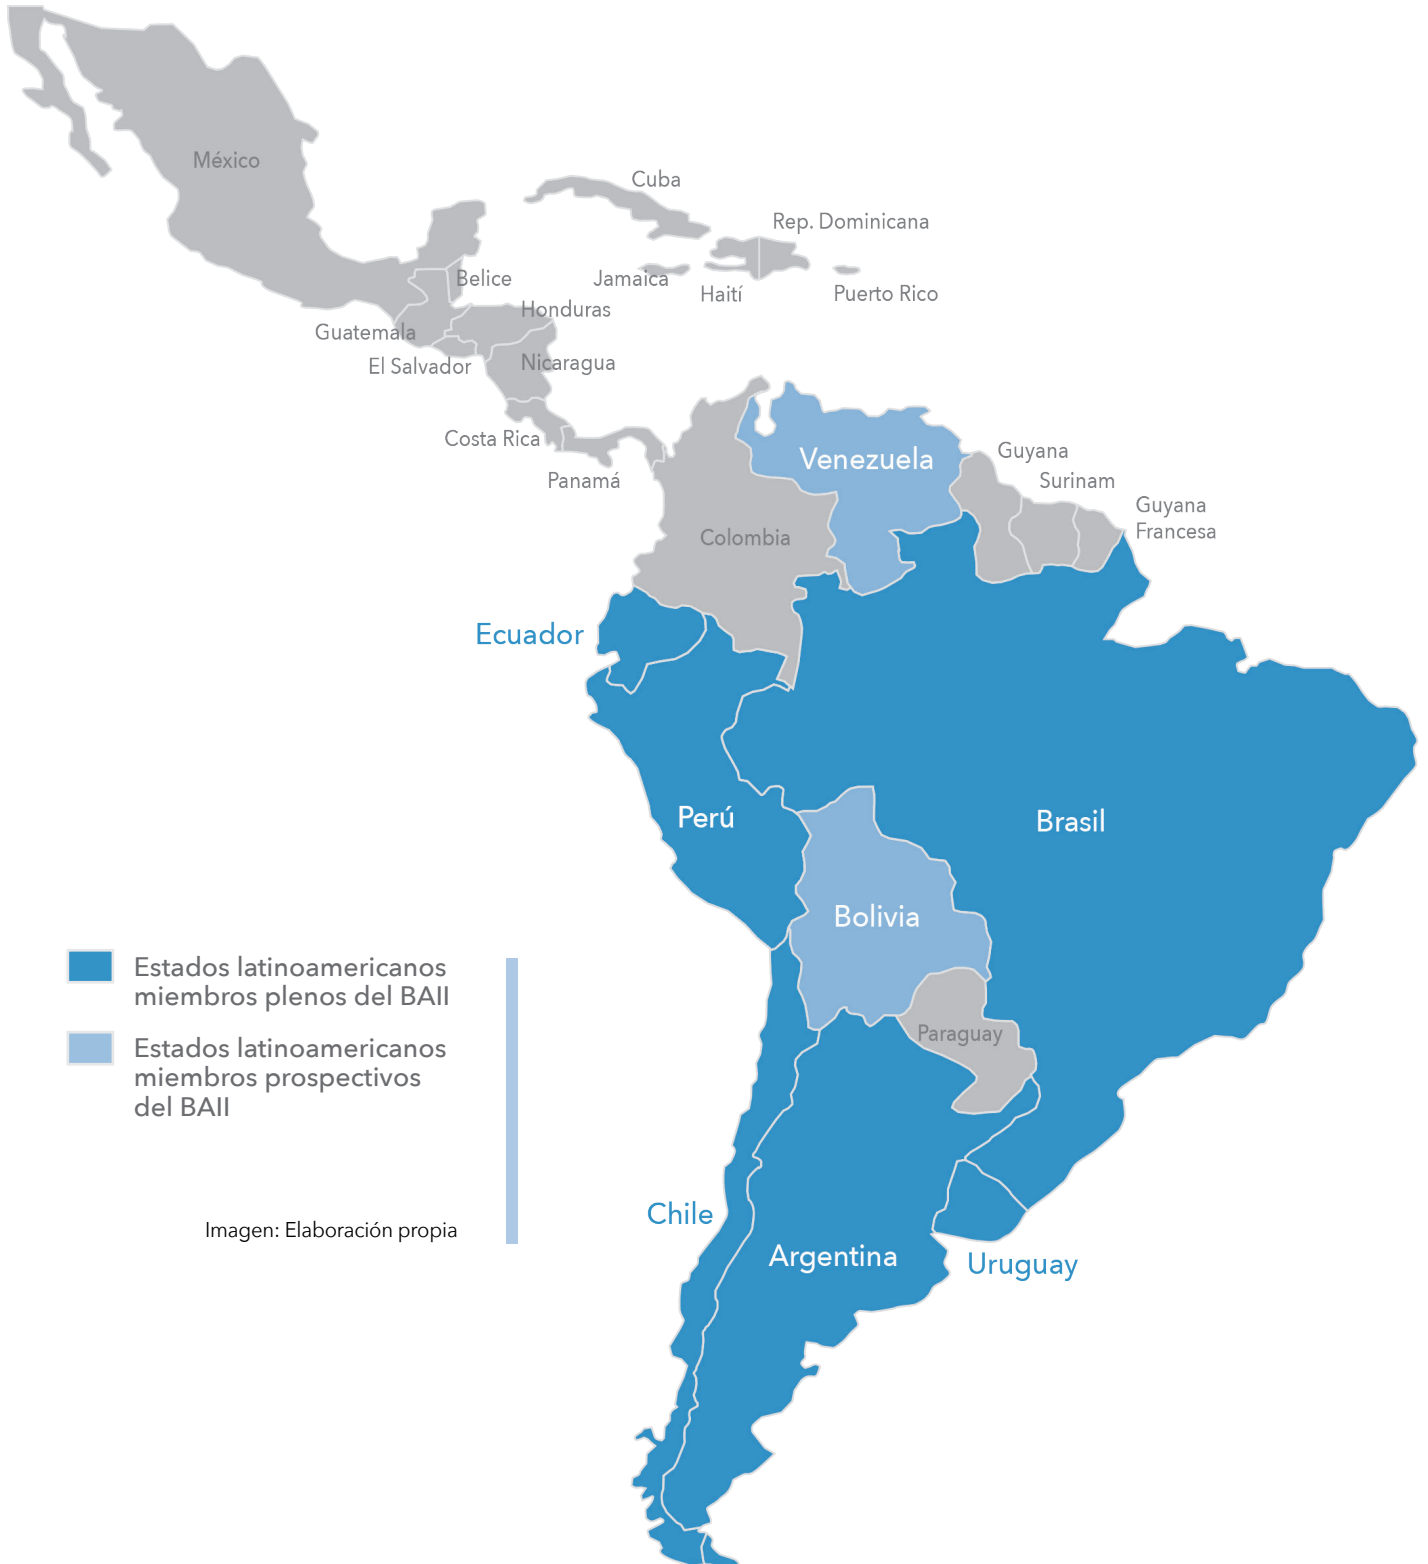 México
Cuba
Rep. Dominicana
Belice
Jamaica
Haití
Puerto Rico
Honduras
Guatemala
El Salvador
Nicaragua
Costa Rica
Panamá
Venezuela
Guyana
Surinam
Guyana
Francesa
Colombia
Ecuador
Perú
Brasil
Bolivia
Paraguay
Estados latinoamericanos
miembros plenos del BAII
Estados latinoamericanos
miembros prospectivos
del BAII
Imagen: Elaboración propia
Chile
Argentina
Uruguay